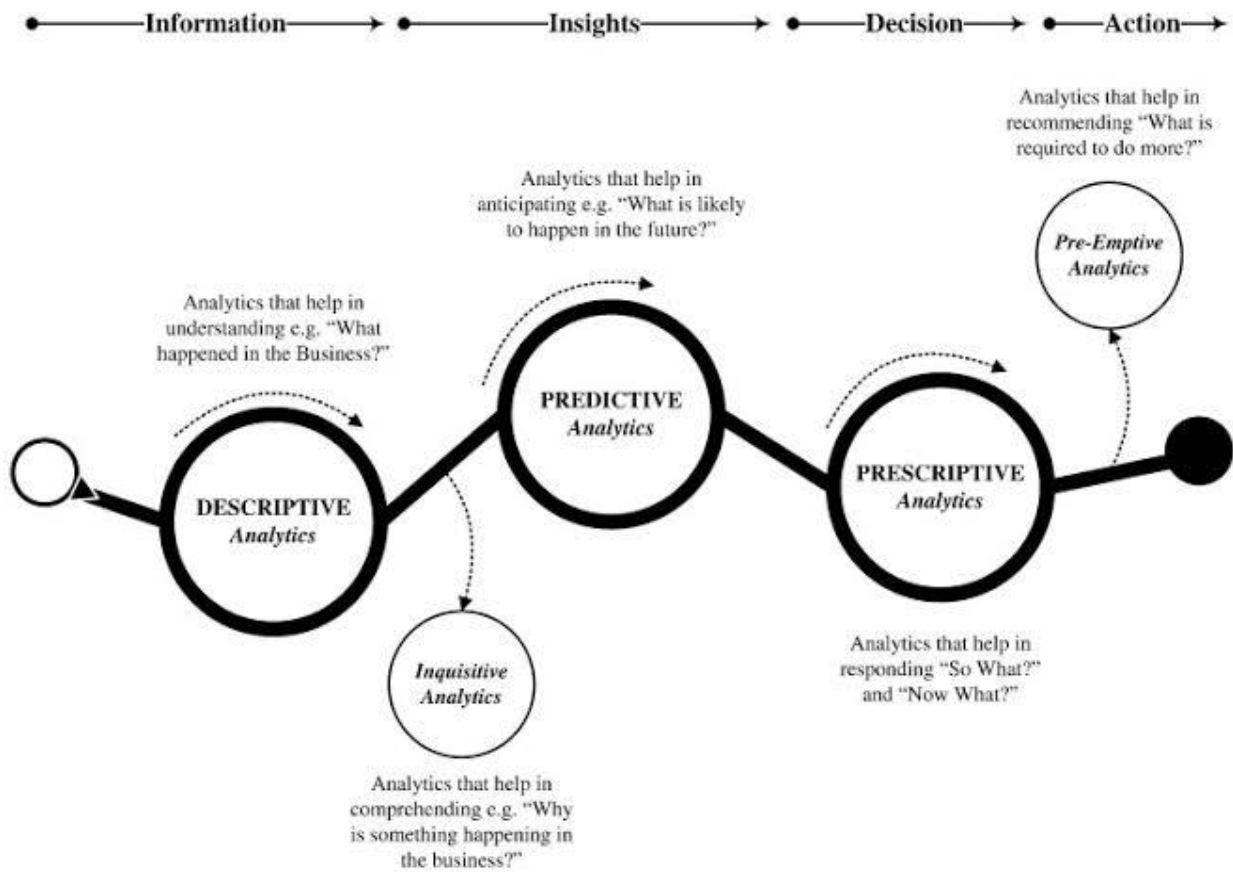 Information
Insights
Decision
Action
Analytics that help in
recommending “What is
required to do more?”
Pre-Emptive
Analytics
Analytics that help in
anticipating e.g. “What is likely
to happen in the future?”
PREDICTIVE
Analytics
Analytics that help in
understanding e.g. “What
happened in the Business?”
DESCRIPTIVE
Analytics
PRESCRIPTIVE
Analytics
Inquisitive
Analytics
Analytics that help in
comprehending e.g. “Why
is something happening in
the business?”
Analytics that help in
responding “So What?”
and “Now What?”